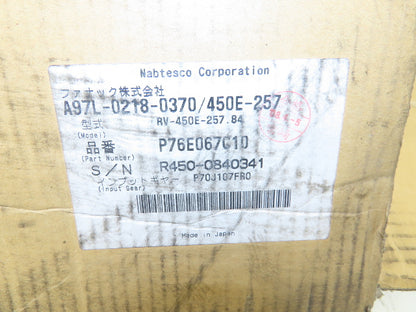 Nabtesco Corporation
ファナック株式会社
A97L-0218-0370/450E-257
型式 RV-450E-257.84
(Model)
品番 P76E067C10
(Part Number)
S/N R450-0840341
インプットギヤー P70J107FR0
(Input Gear)
Made in Japan